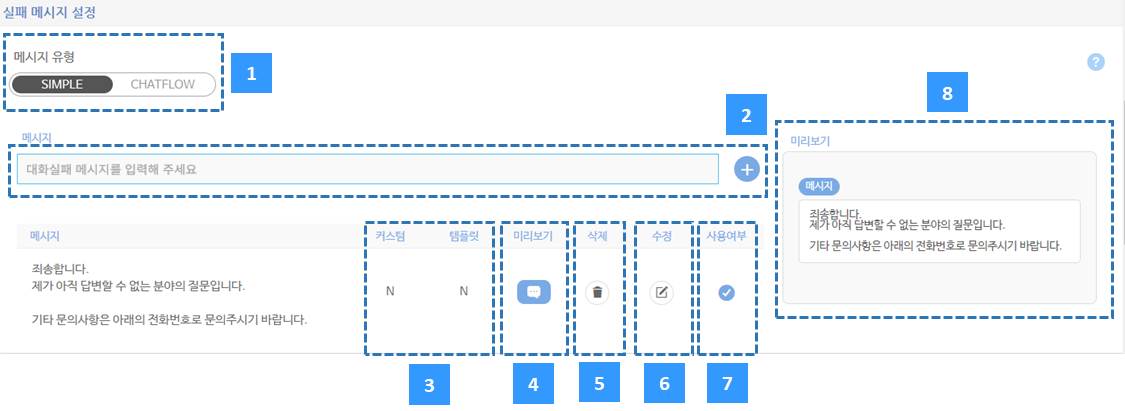 실패 메시지 설정
메시지 유형
SIMPLE CHATFLOW
1
?
8
2
메시지
대화실패 메시지를 입력해 주세요
+
미리보기
메시지
죄송합니다.
제가 아직 답변할 수 없는 분야의 질문입니다.
기타 문의사항은 아래의 전화번호로 문의주시기 바랍니다.
메시지 커스텀 템플릿 미리보기 삭제 수정 사용여부
죄송합니다.
제가 아직 답변할 수 없는 분야의 질문입니다.
N N
기타 문의사항은 아래의 전화번호로 문의주시기 바랍니다.
3 4 5 6 7